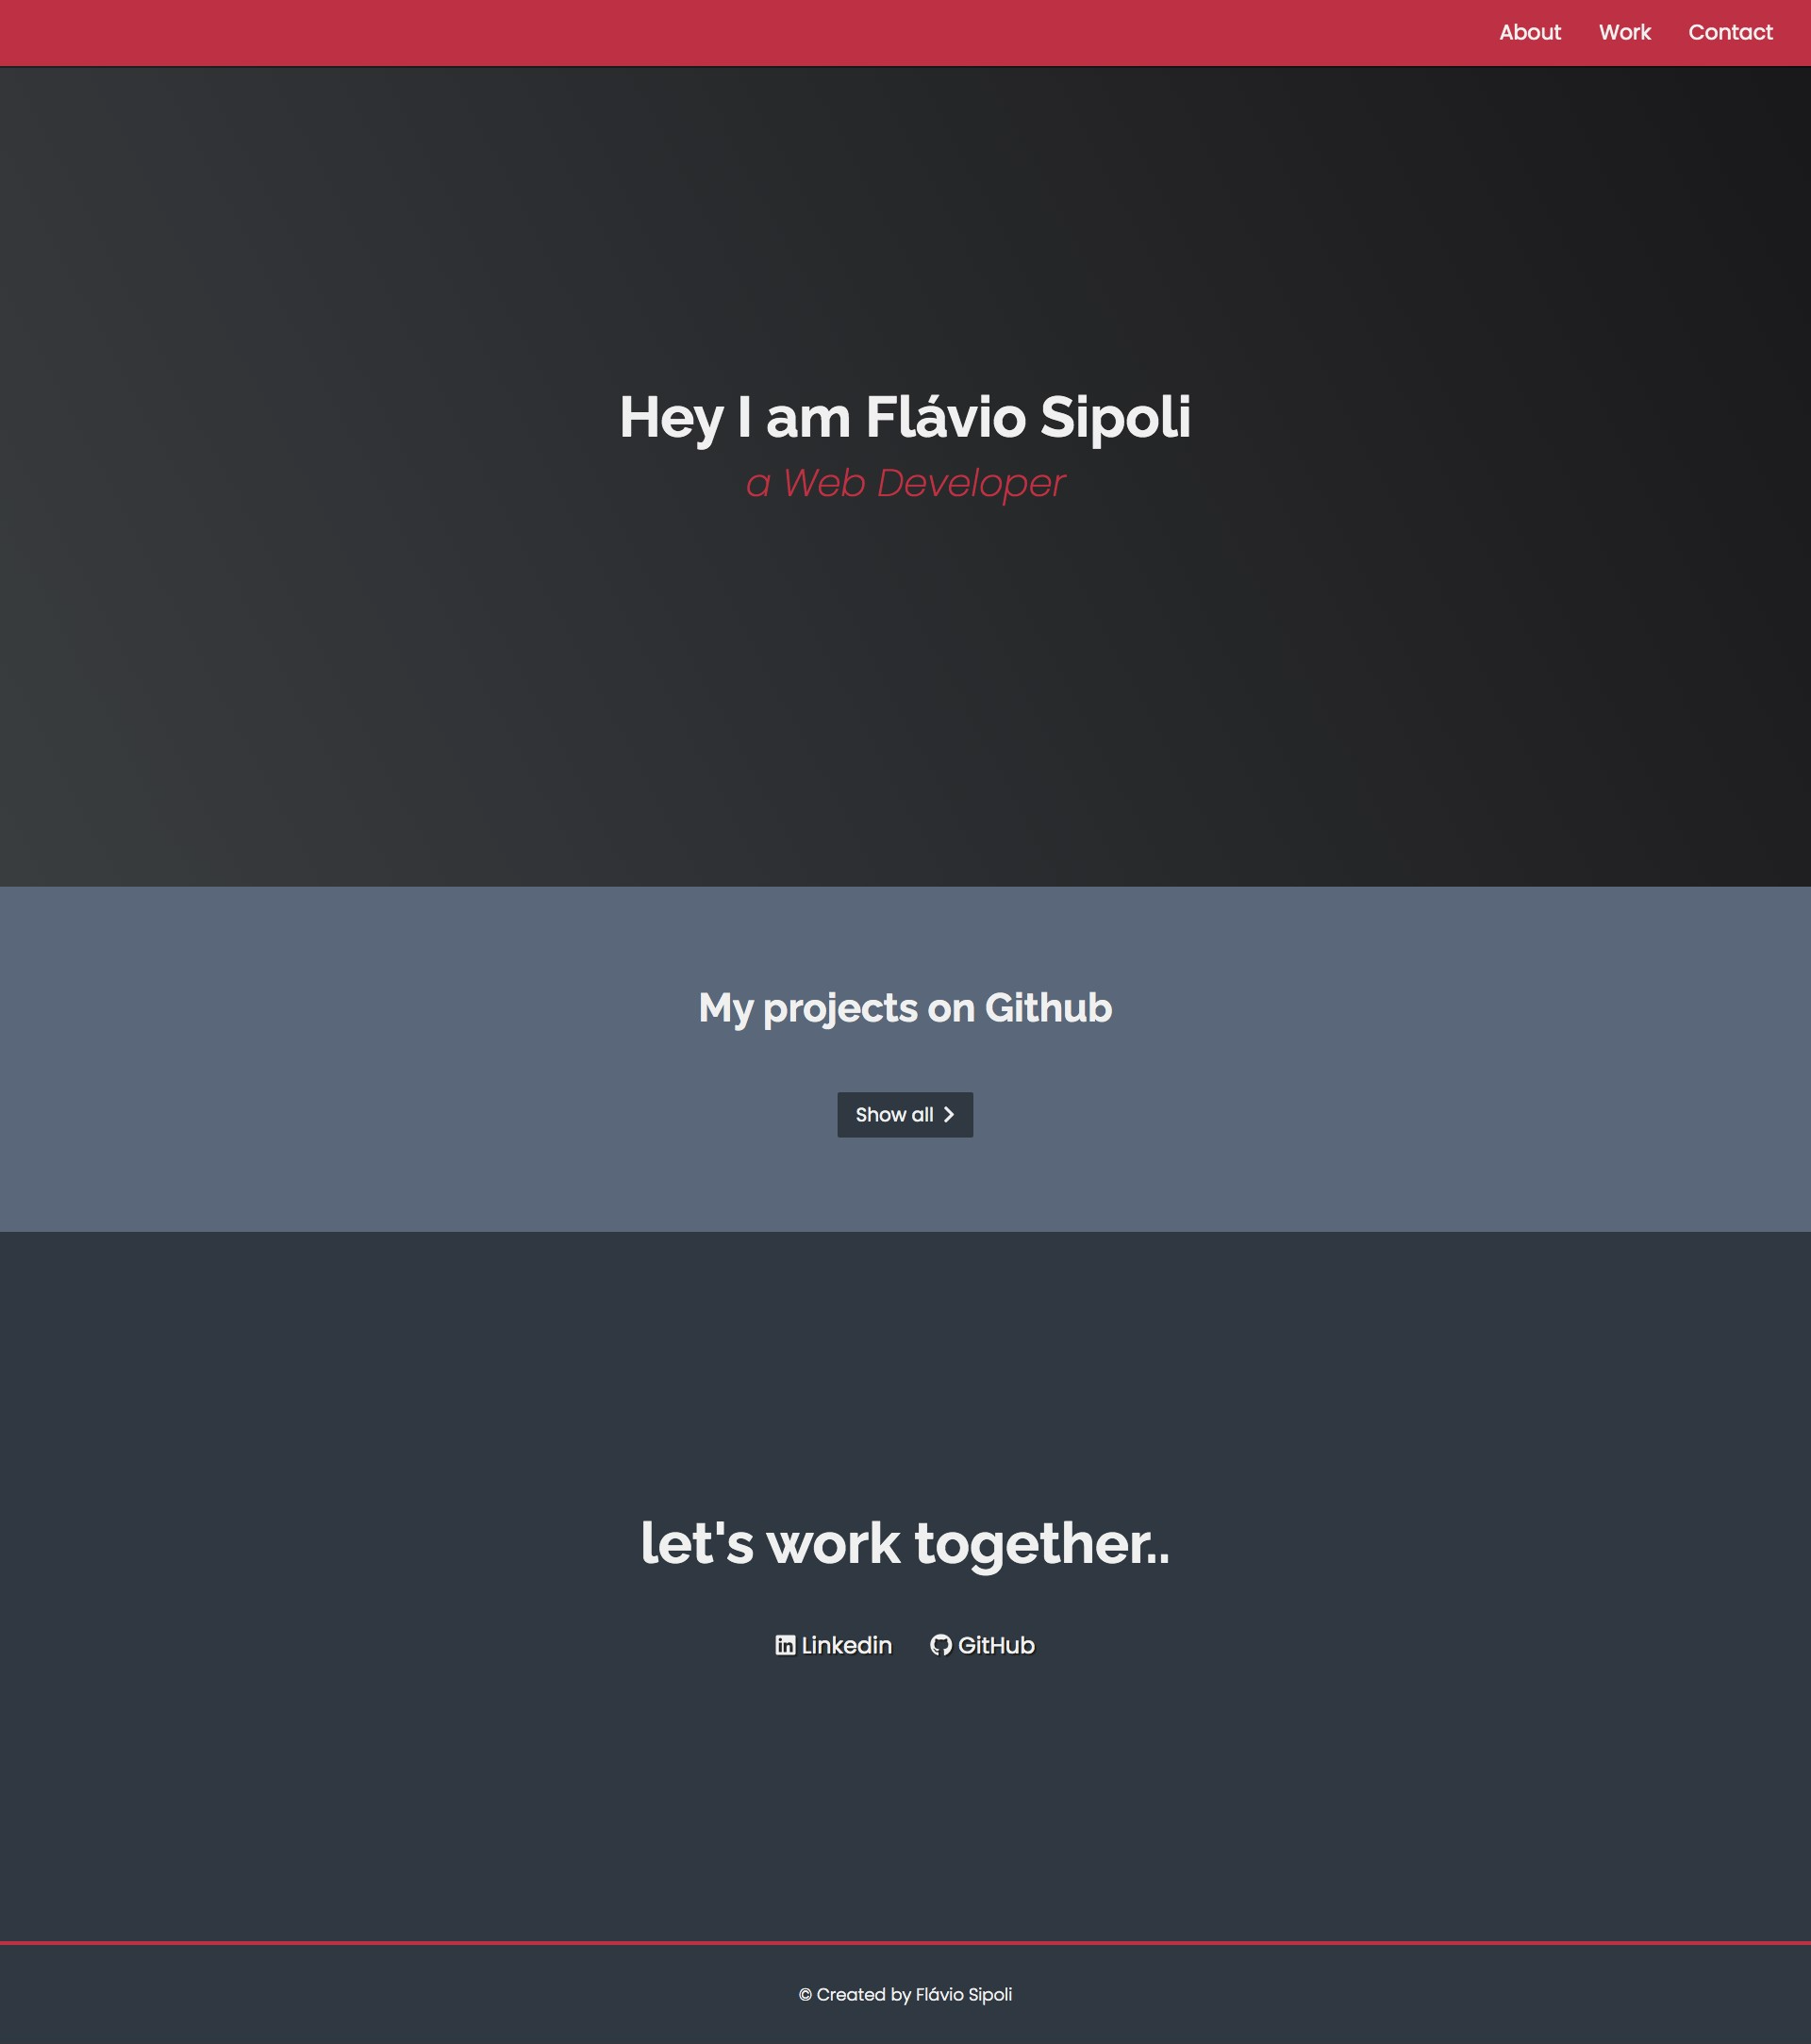 About Work Contact
Hey I am Flávio Sipoli
a Web Developer
My projects on Github
Show all
let's work together..
Linkedin GitHub
© Created by Flávio Sipoli